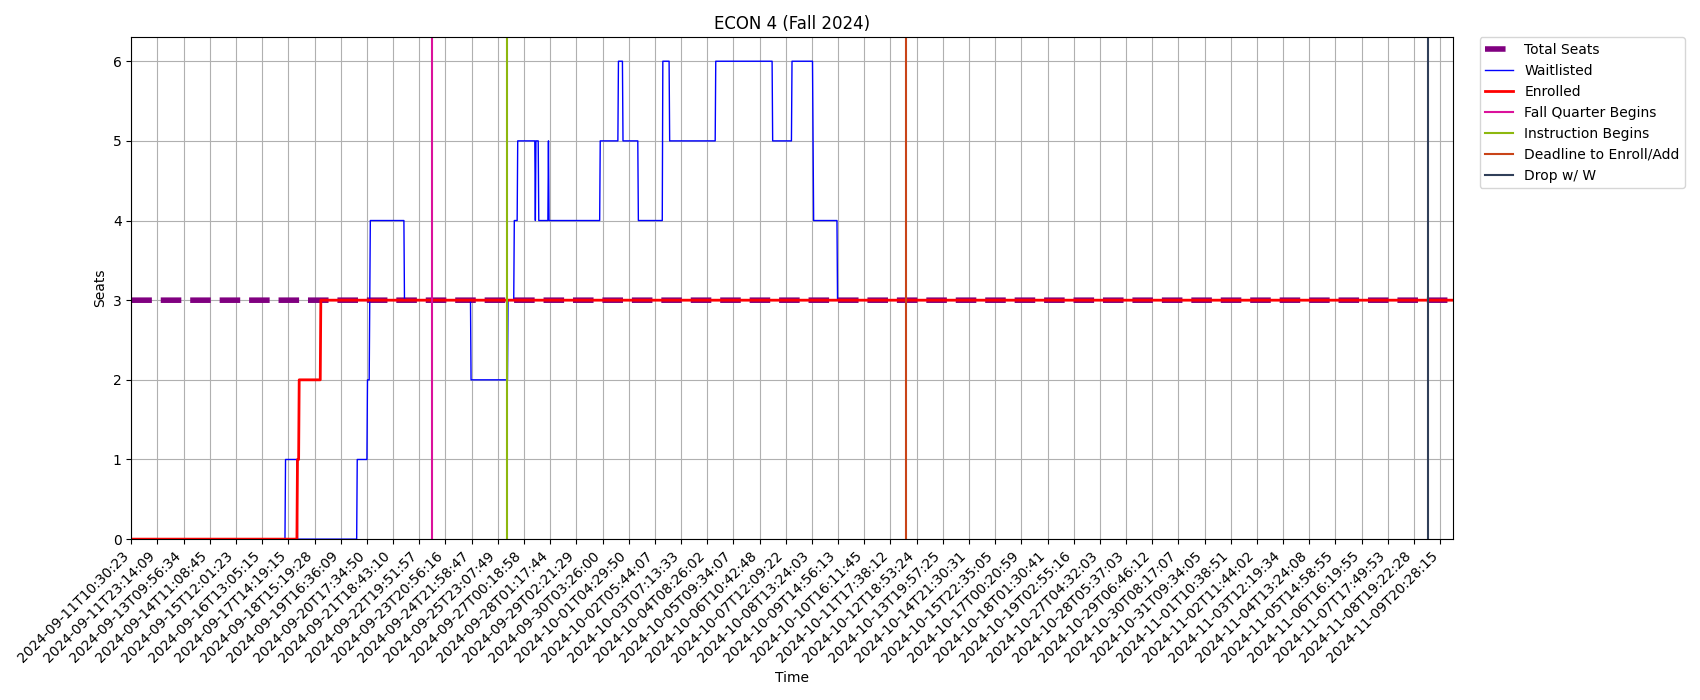 ECON 4 (Fall 2024)
Total Seats
Waitlisted
Enrolled
Fall Quarter Begins
Instruction Begins
Deadline to Enroll/Add
Drop w/ W
Seats
6
5
4
3
2
1
0
2024-09-11T10:30:23
2024-09-11T23:14:09
2024-09-13T09:56:34
2024-09-14T11:08:45
2024-09-15T12:01:23
2024-09-16T13:05:15
2024-09-17T14:19:15
2024-09-18T15:19:28
2024-09-19T16:36:09
2024-09-20T17:34:50
2024-09-21T18:43:10
2024-09-22T19:51:57
2024-09-23T20:56:16
2024-09-24T21:58:47
2024-09-25T23:07:49
2024-09-27T00:18:58
2024-09-28T01:17:44
2024-09-29T02:21:29
2024-09-30T03:26:00
2024-10-01T04:29:50
2024-10-02T05:44:07
2024-10-03T07:13:33
2024-10-04T08:26:02
2024-10-05T09:34:07
2024-10-06T10:42:48
2024-10-07T12:09:22
2024-10-08T13:24:03
2024-10-09T14:56:13
2024-10-10T16:11:45
2024-10-11T17:38:12
2024-10-12T18:53:24
2024-10-13T19:57:25
2024-10-14T21:30:31
2024-10-15T22:35:05
2024-10-17T00:20:59
2024-10-18T01:30:41
2024-10-19T02:55:16
2024-10-27T04:32:03
2024-10-28T05:37:03
2024-10-29T06:46:12
2024-10-30T08:17:07
2024-10-31T09:34:05
2024-11-01T10:38:51
2024-11-02T11:44:02
2024-11-03T12:19:34
2024-11-04T13:24:08
2024-11-05T14:58:55
2024-11-06T16:19:55
2024-11-07T17:49:53
2024-11-08T19:22:28
2024-11-09T20:28:15
Time